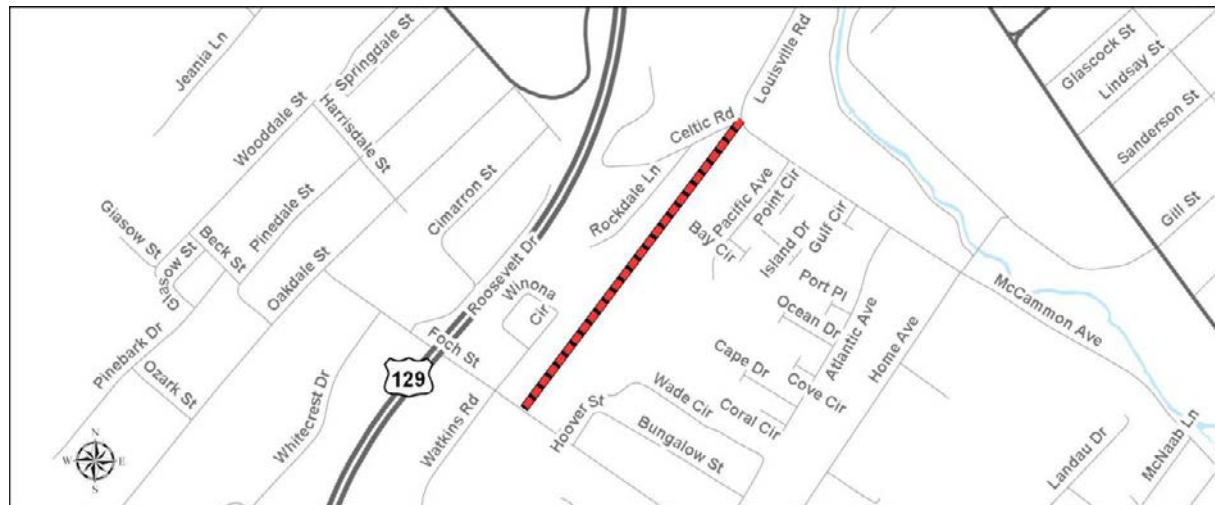 Jeania Ln
Springdale St
Wooddale St
Harrisdale St
Louisville Rd
Celtic Rd
Glascock St
Lindsay St
Sanderson St
Gill St
Cimarron St
Rockdale Ln
Pacific Ave
Point Cir
Bay Cir
Island Dr
Gulf Cir
Glasow St
Glasow St
Beck St
Pinedale St
Oakdale St
Roosevelt Dr
Winona
Cir
Port Pl
Ocean Dr
Atlantic Ave
McCammon Ave
Foch St
129
Pinebark Dr
Ozark St
Whitecrest Dr
Watkins Rd
Hoover St
Wade Cir
Bungalow St
Cape Dr
Coral Cir
Cove Cir
Home Ave
Landau Dr
McNaab Ln
N
W E
S